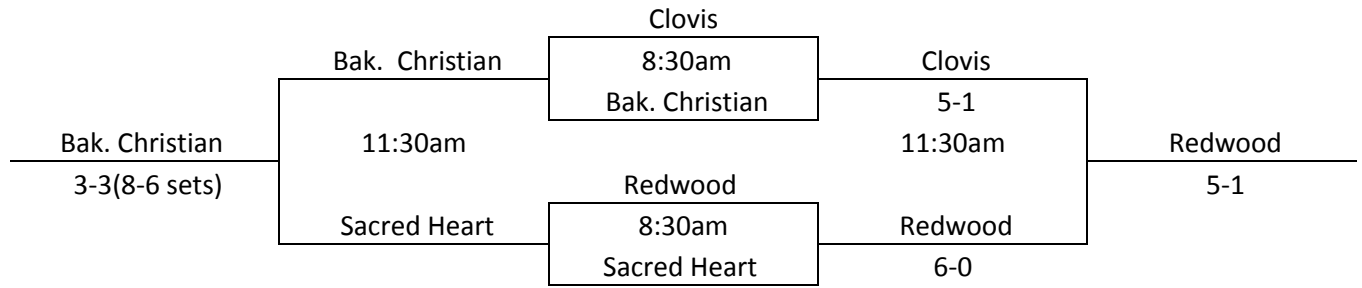 Clovis
Bak. Christian 8:30am Clovis
Bak. Christian 5-1
Bak. Christian 11:30am 11:30am Redwood
3-3(8-6 sets) Redwood 5-1
Sacred Heart 8:30am Redwood
Sacred Heart 6-0